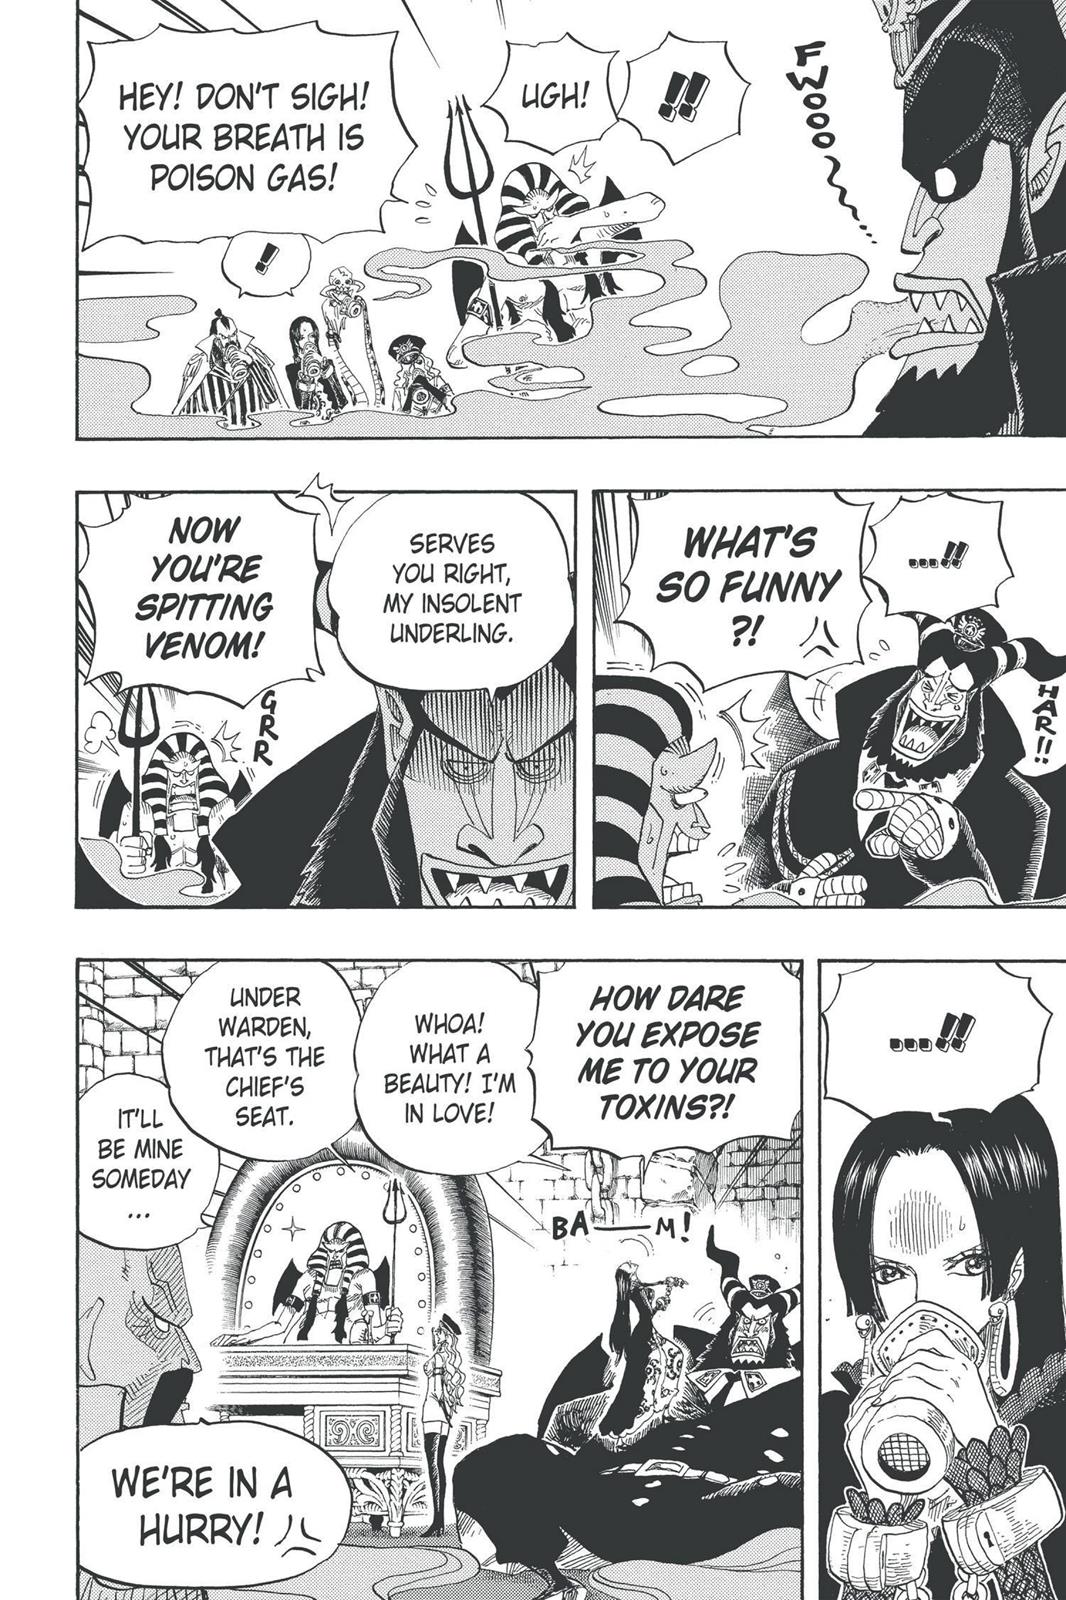 FWOOO~
!!
UGH!
HEY! DON'T SIGH!
YOUR BREATH IS
POISON GAS!
!
...!!
HAR!!
WHAT'S
SO FUNNY
?!
SERVES
YOU RIGHT,
MY INSOLENT
UNDERLING.
NOW
YOU'RE
SPITTING
VENOM!
GRR
...!!
HOW DARE
YOU EXPOSE
ME TO YOUR
TOXINS?!
BA—M!
WHOA!
WHAT A
BEAUTY! I'M
IN LOVE!
UNDER
WARDEN,
THAT'S THE
CHIEF'S
SEAT.
IT'LL
BE MINE
SOMEDAY
...
WE'RE IN A
HURRY!